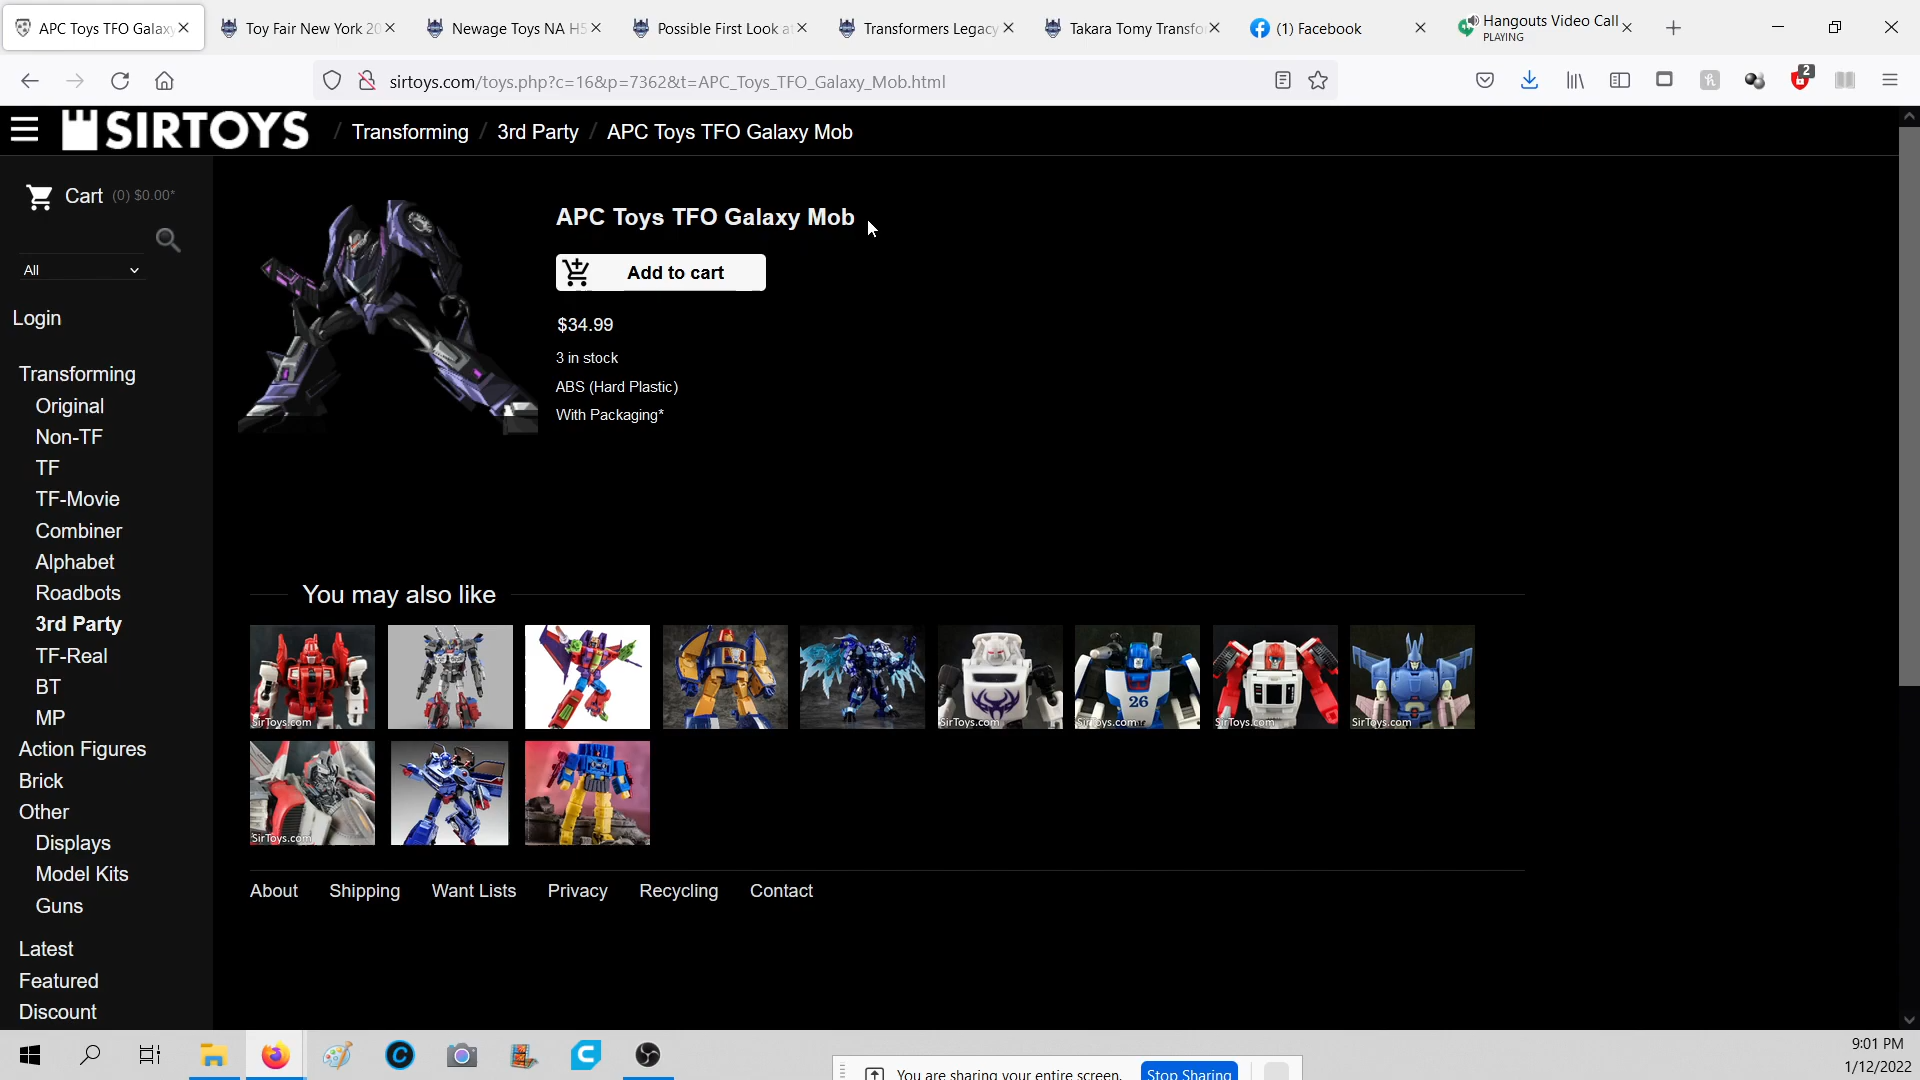 APC Toys TFO Galaxy
Toy Fair New York 20
Newage Toys NA H5
Possible First Look at
Transformers Legacy
Takara Tomy Transfo
(1) Facebook
Hangouts Video Call
PLAYING
sirtoys.com/toys.php?c=16&p=7362&t=APC_Toys_TFO_Galaxy_Mob.html
2
SIRTOYS
/ Transforming / 3rd Party / APC Toys TFO Galaxy Mob
Cart (0) $0.00*
All
Login
Transforming
Original
Non-TF
TF
TF-Movie
Combiner
Alphabet
Roadbots
3rd Party
TF-Real
BT
MP
Action Figures
Brick
Other
Displays
Model Kits
Guns
Latest
Featured
Discount
APC Toys TFO Galaxy Mob
Add to cart
$34.99
3 in stock
ABS (Hard Plastic)
With Packaging*
You may also like
SirToys.com
SirToys.com
26
SirToys.com
SirToys.com
SirToys.com
SirToys.com
About Shipping Want Lists Privacy Recycling Contact
You are sharing your entire screen.
Stop Sharing
9:01 PM
1/12/2022